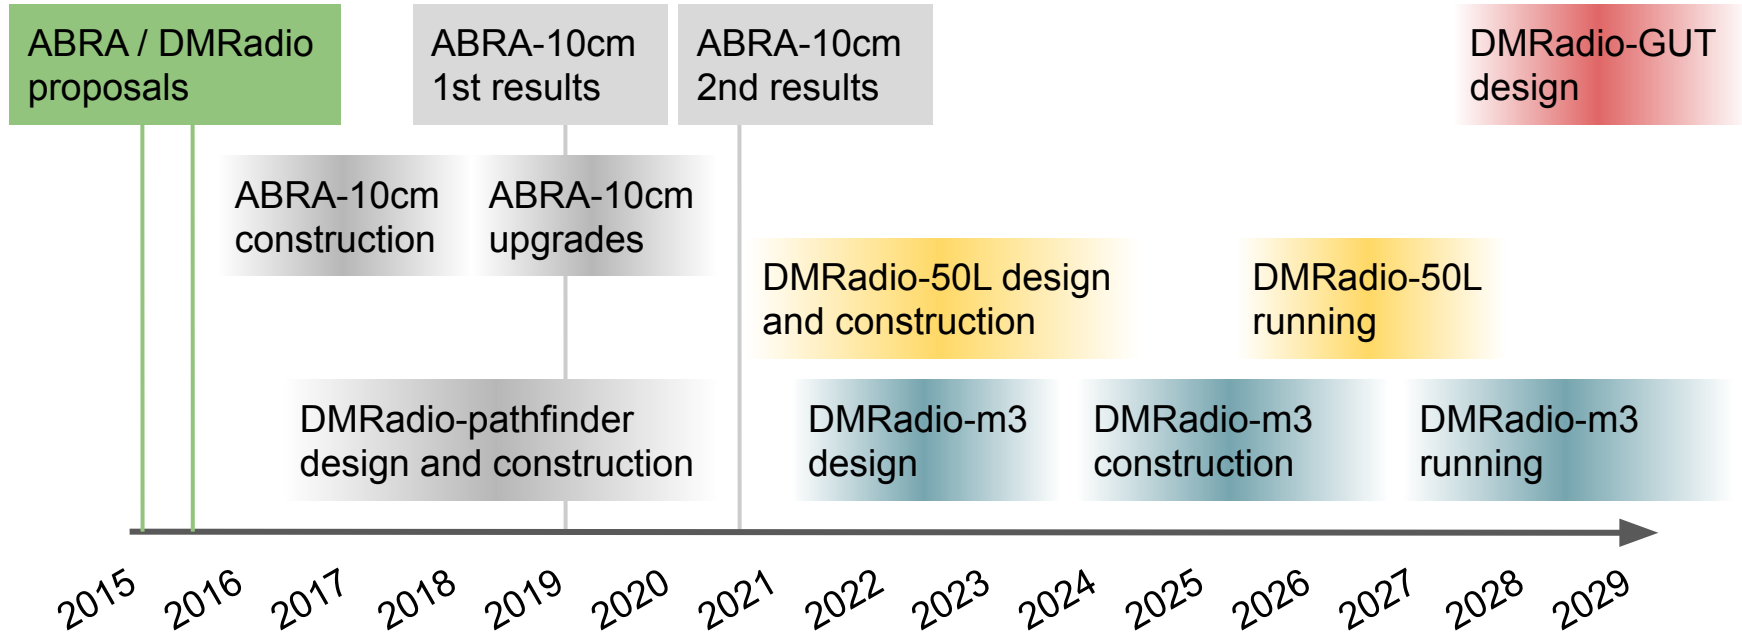 ABRA / DMRadio
proposals
ABRA-10cm
1st results
ABRA-10cm
2nd results
DMRadio-GUT
design
ABRA-10cm
construction
ABRA-10cm
upgrades
DMRadio-50L design
and construction
DMRadio-50L
running
DMRadio-pathfinder
design and construction
DMRadio-m3
design
DMRadio-m3
construction
DMRadio-m3
running
2015
2016
2017
2018
2019
2020
2021
2022
2023
2024
2025
2026
2027
2028
2029